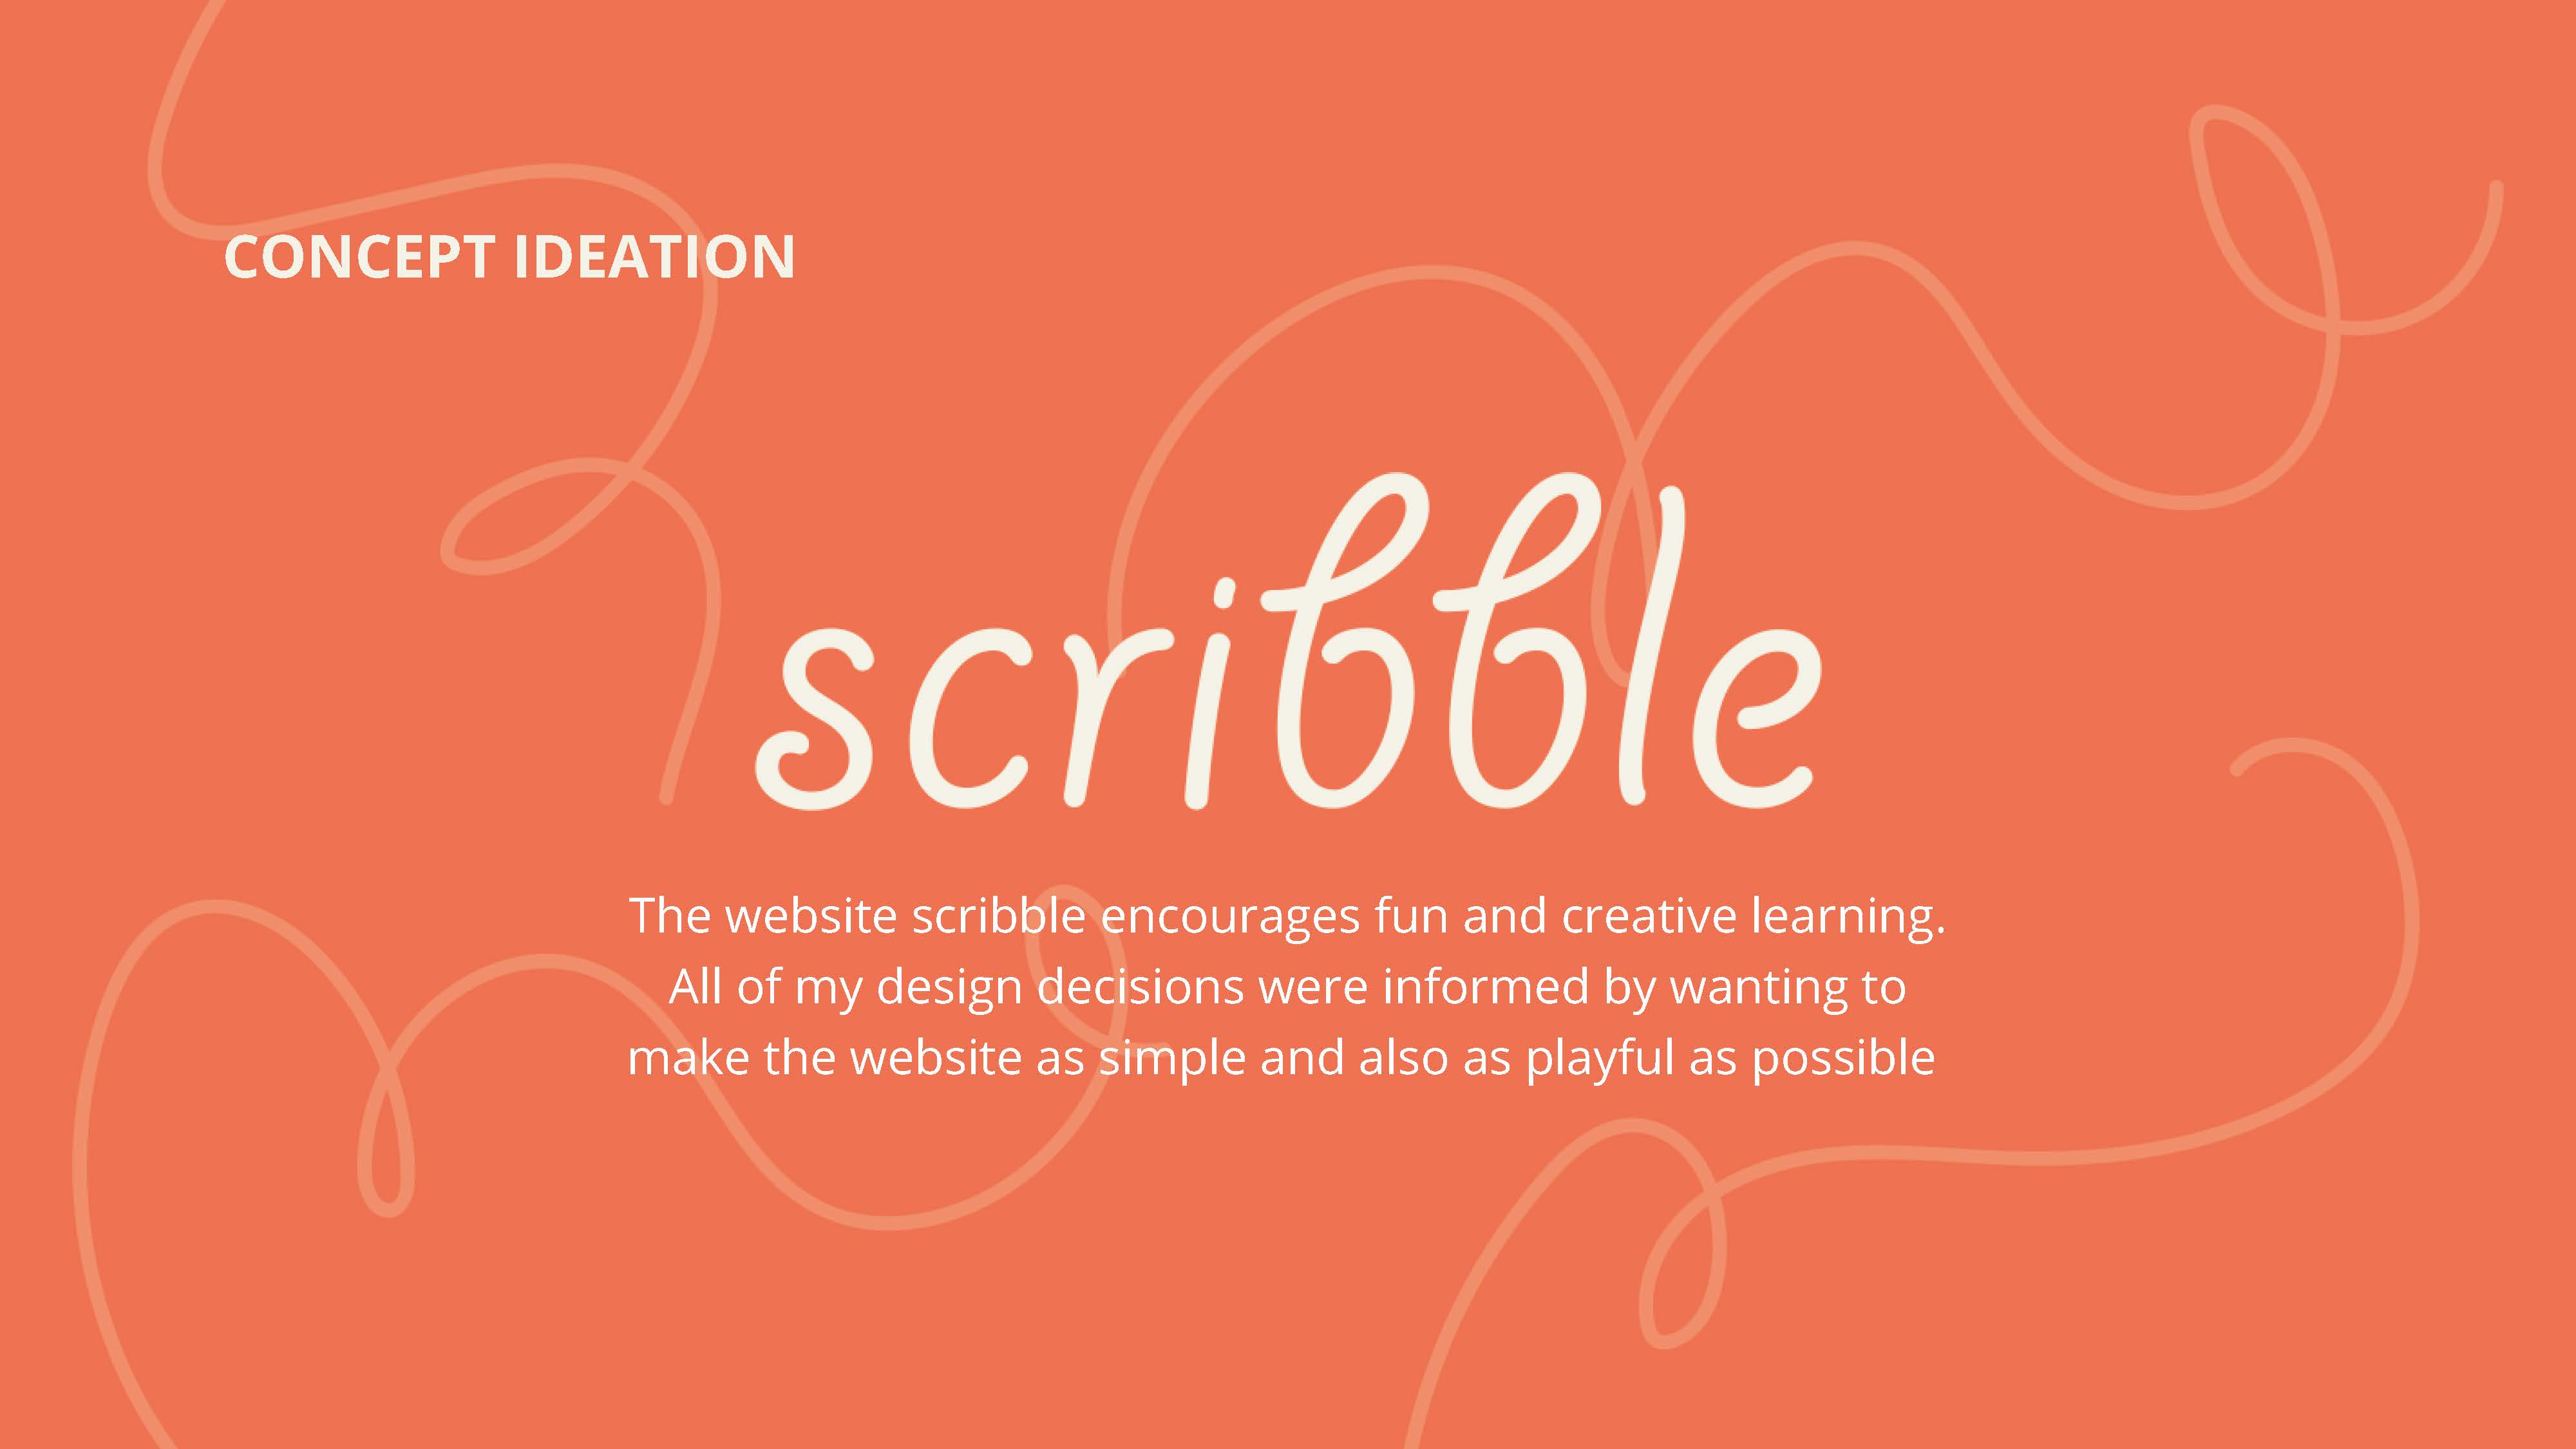 CONCEPT IDEATION
scribble
The website scribble encourages fun and creative learning.
All of my design decisions were informed by wanting to
make the website as simple and also as playful as possible